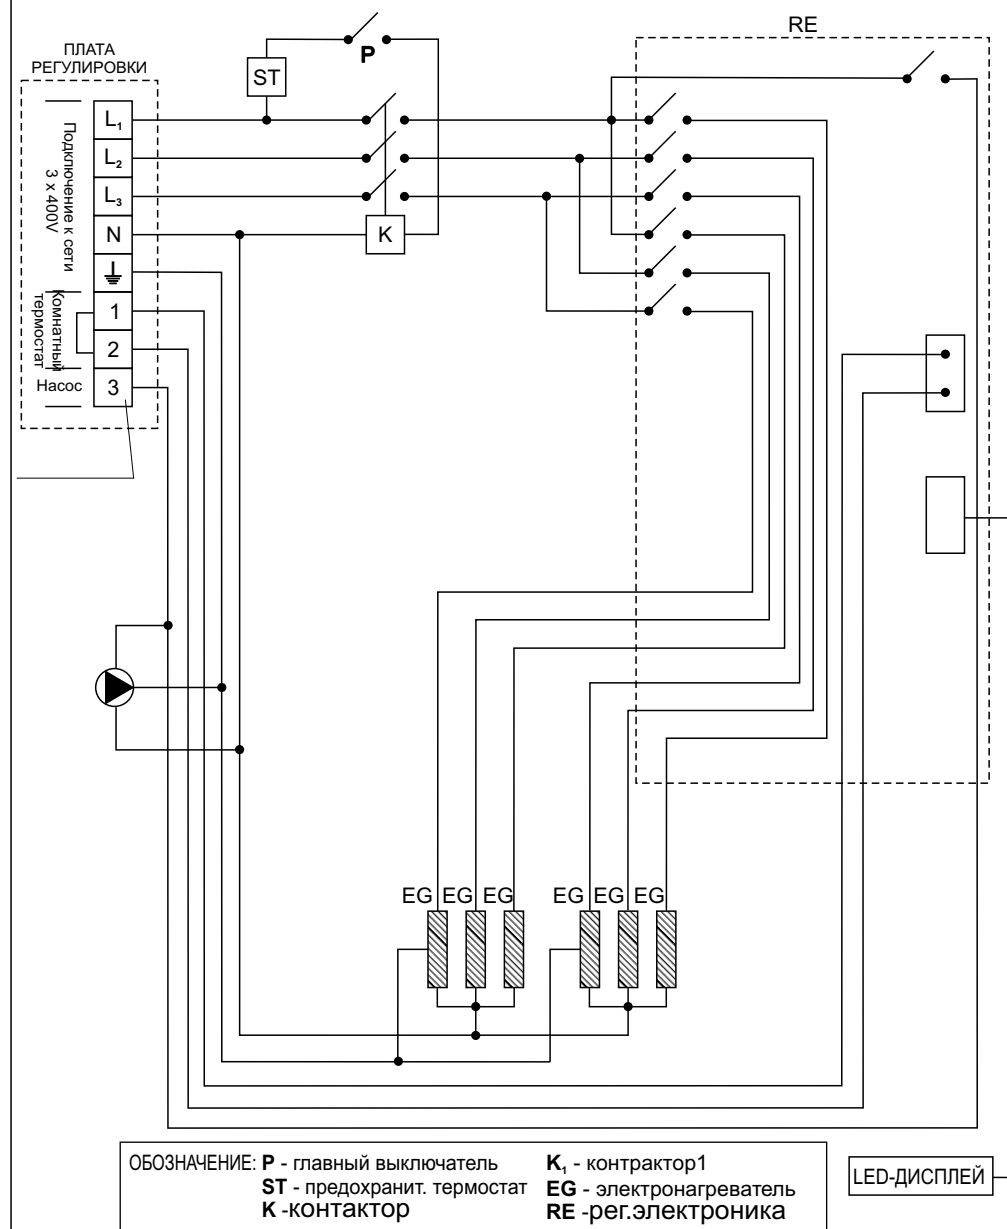 RE
ПЛАТА
РЕГУЛИРОВКИ
P
ST
L1
L2
L3
N
Подключение к сети
3 x 400V
K
Комнатный
термостат
1
2
Насос
3
EG EG EG
EG EG EG
ОБОЗНАЧЕНИЕ: P - главный выключатель
ST - предохранит. термостат
K -контактор
K1 - контрактор1
EG - электронагреватель
RE -рег.электроника
LED-ДИСПЛЕЙ